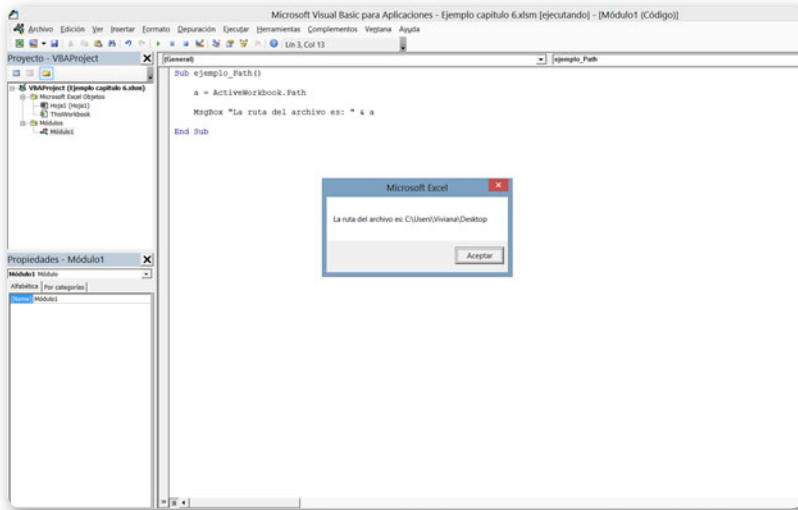 Microsoft Visual Basic para Aplicaciones - Ejemplo capitulo 6.xlsm [ejecutando] - [Módulo1 (Código)]
Archivo Edición Ver Insertar Formato Depuración Ejecutar Herramientas Complementos Ventana Ayuda
Lín 3, Col 13
Proyecto - VBAProject
VBAProject (Ejemplo capitulo 6.xlsm)
Microsoft Excel Objetos
Hoja1 (Hoja1)
ThisWorkbook
Módulos
Módulo1
Propiedades - Módulo1
Módulo1 Módulo
Alfabética Por categorías
(Name) Módulo1
(General) ejemplo_Path
Sub ejemplo_Path()
a = ActiveWorkbook.Path
MsgBox "La ruta del archivo es: " & a
End Sub
Microsoft Excel
La ruta del archivo es: C:\Users\Viviana\Desktop
Aceptar